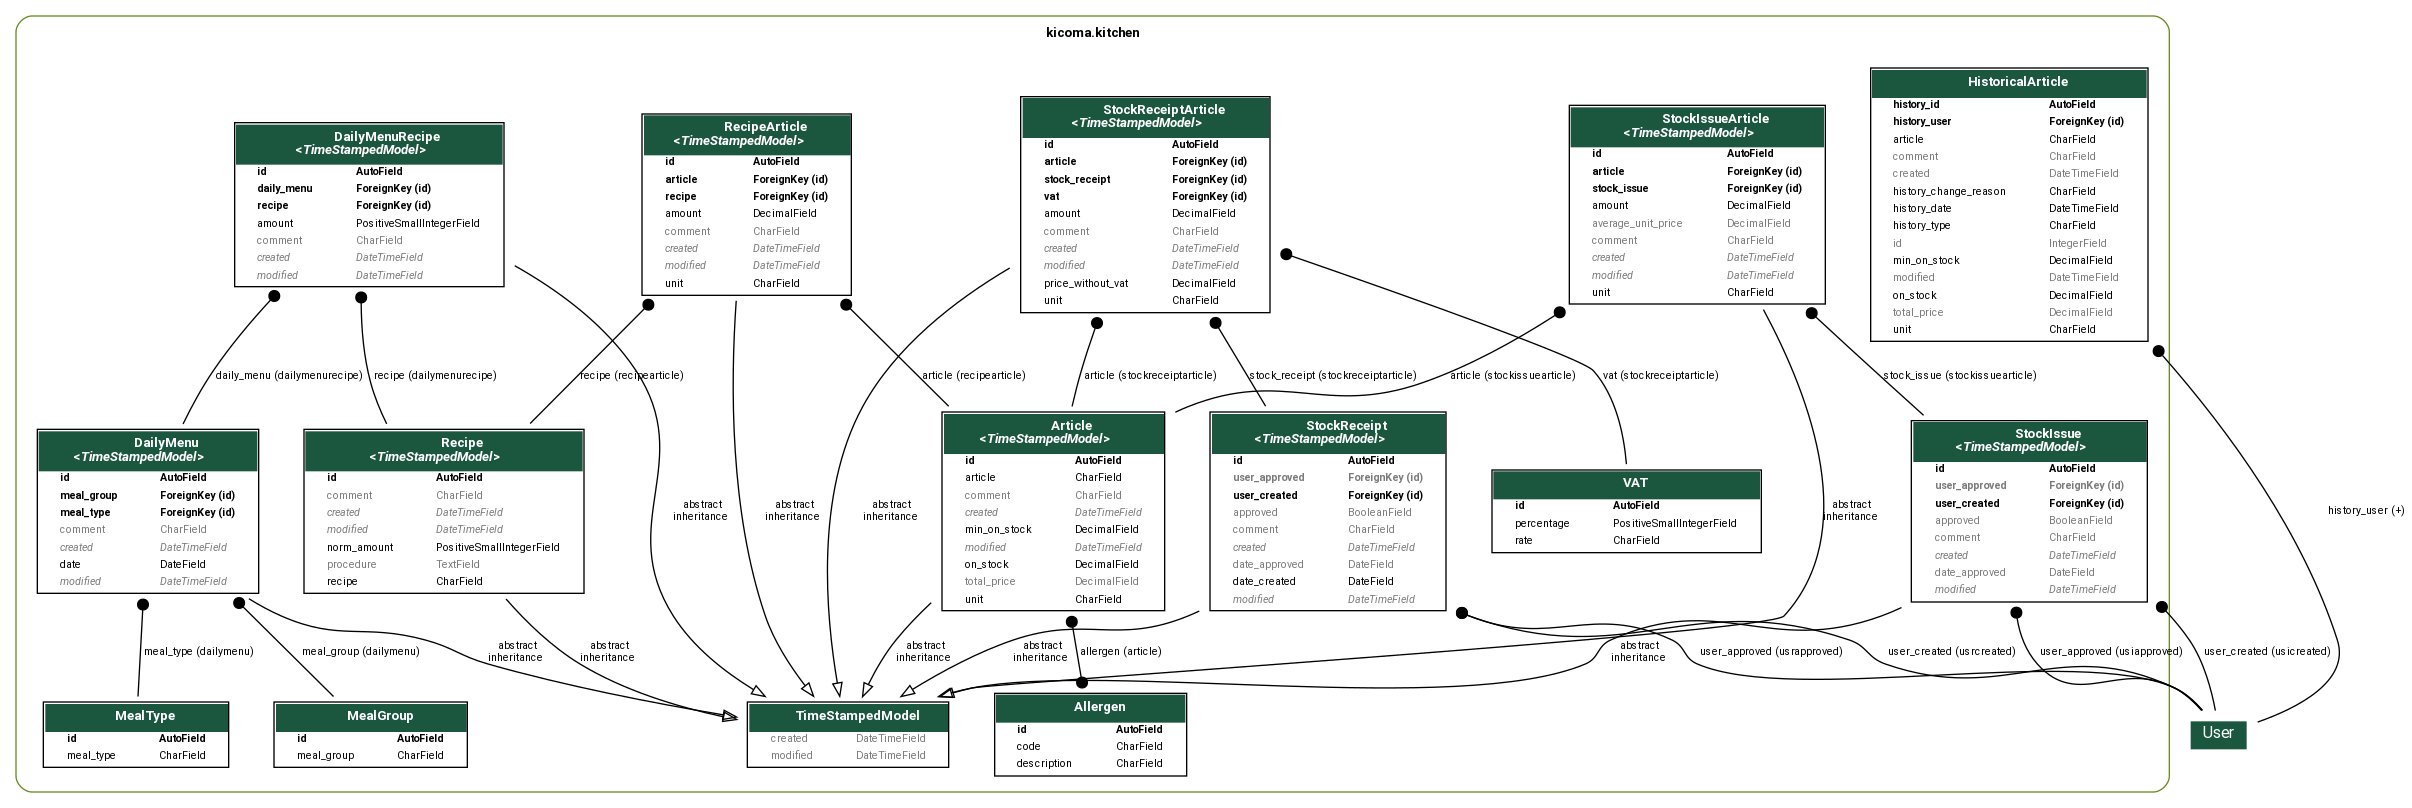 kicoma.kitchen
DailyMenuRecipe
<TimeStampedModel>
id AutoField
daily_menu ForeignKey (id)
recipe ForeignKey (id)
amount PositiveSmallIntegerField
comment CharField
created DateTimeField
modified DateTimeField
RecipeArticle
<TimeStampedModel>
id AutoField
article ForeignKey (id)
recipe ForeignKey (id)
amount DecimalField
comment CharField
created DateTimeField
modified DateTimeField
unit CharField
StockReceiptArticle
<TimeStampedModel>
id AutoField
article ForeignKey (id)
stock_receipt ForeignKey (id)
vat ForeignKey (id)
amount DecimalField
comment CharField
created DateTimeField
modified DateTimeField
price_without_vat DecimalField
unit CharField
StockIssueArticle
<TimeStampedModel>
id AutoField
article ForeignKey (id)
stock_issue ForeignKey (id)
amount DecimalField
average_unit_price DecimalField
comment CharField
created DateTimeField
modified DateTimeField
unit CharField
HistoricalArticle
history_id AutoField
history_user ForeignKey (id)
article CharField
comment CharField
created DateTimeField
history_change_reason CharField
history_date DateTimeField
history_type CharField
id IntegerField
min_on_stock DecimalField
modified DateTimeField
on_stock DecimalField
total_price DecimalField
unit CharField
daily_menu (dailymenurecipe)
recipe (dailymenurecipe)
recipe (recipearticle)
article (recipearticle)
article (stockreceiptarticle)
stock_receipt (stockreceiptarticle)
article (stockissuearticle)
vat (stockreceiptarticle)
stock_issue (stockissuearticle)
DailyMenu
<TimeStampedModel>
id AutoField
meal_group ForeignKey (id)
meal_type ForeignKey (id)
comment CharField
created DateTimeField
date DateField
modified DateTimeField
Recipe
<TimeStampedModel>
id AutoField
comment CharField
created DateTimeField
modified DateTimeField
norm_amount PositiveSmallIntegerField
procedure TextField
recipe CharField
abstract
inheritance
abstract
inheritance
abstract
inheritance
Article
<TimeStampedModel>
id AutoField
article CharField
comment CharField
created DateTimeField
min_on_stock DecimalField
modified DateTimeField
on_stock DecimalField
total_price DecimalField
unit CharField
StockReceipt
<TimeStampedModel>
id AutoField
user_approved ForeignKey (id)
user_created ForeignKey (id)
approved BooleanField
comment CharField
created DateTimeField
date_approved DateField
date_created DateField
modified DateTimeField
VAT
id AutoField
percentage PositiveSmallIntegerField
rate CharField
abstract
inheritance
StockIssue
<TimeStampedModel>
id AutoField
user_approved ForeignKey (id)
user_created ForeignKey (id)
approved BooleanField
comment CharField
created DateTimeField
date_approved DateField
modified DateTimeField
history_user (+)
meal_type (dailymenu)
meal_group (dailymenu)
abstract
inheritance
abstract
inheritance
abstract
inheritance
abstract
inheritance
allergen (article)
abstract
inheritance
user_approved (usrapproved)
user_created (usrcreated)
user_approved (usiapproved)
user_created (usicreated)
MealType
id AutoField
meal_type CharField
MealGroup
id AutoField
meal_group CharField
TimeStampedModel
created DateTimeField
modified DateTimeField
Allergen
id AutoField
code CharField
description CharField
User